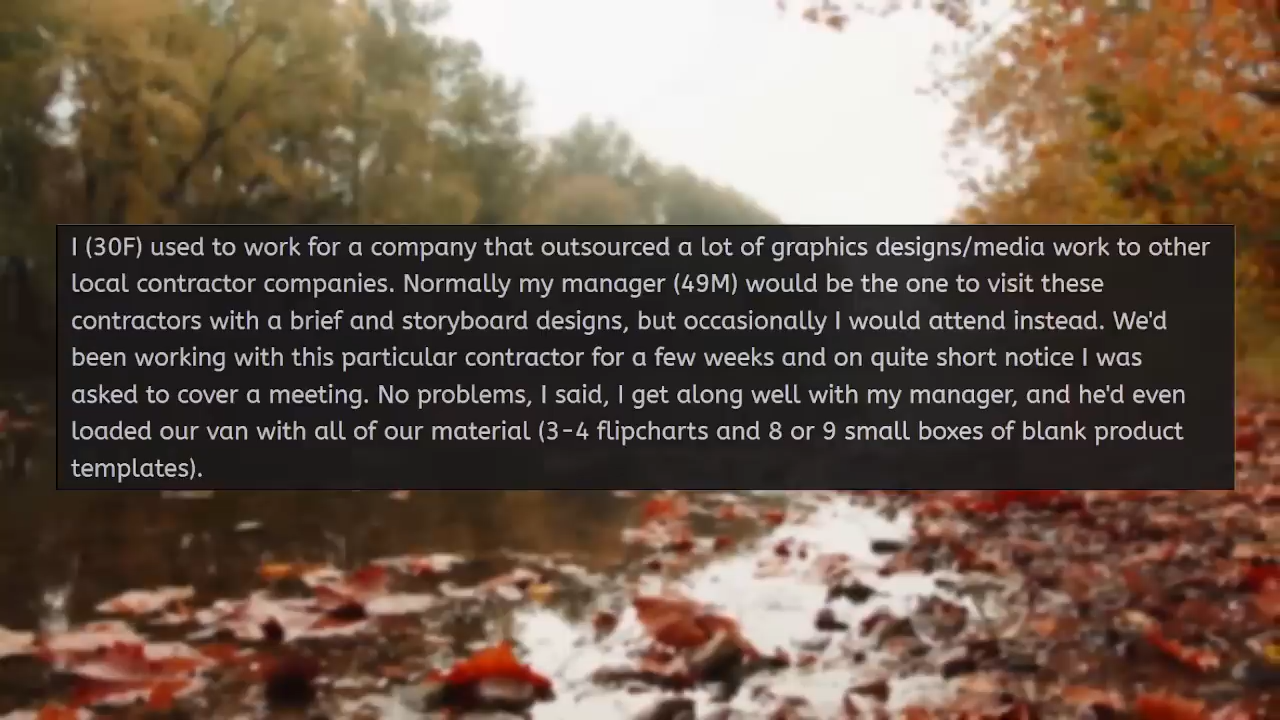 I (30F) used to work for a company that outsourced a lot of graphics designs/media work to other
local contractor companies. Normally my manager (49M) would be the one to visit these
contractors with a brief and storyboard designs, but occasionally I would attend instead. We'd
been working with this particular contractor for a few weeks and on quite short notice I was
asked to cover a meeting. No problems, I said, I get along well with my manager, and he'd even
loaded our van with all of our material (3-4 flipcharts and 8 or 9 small boxes of blank product
templates).